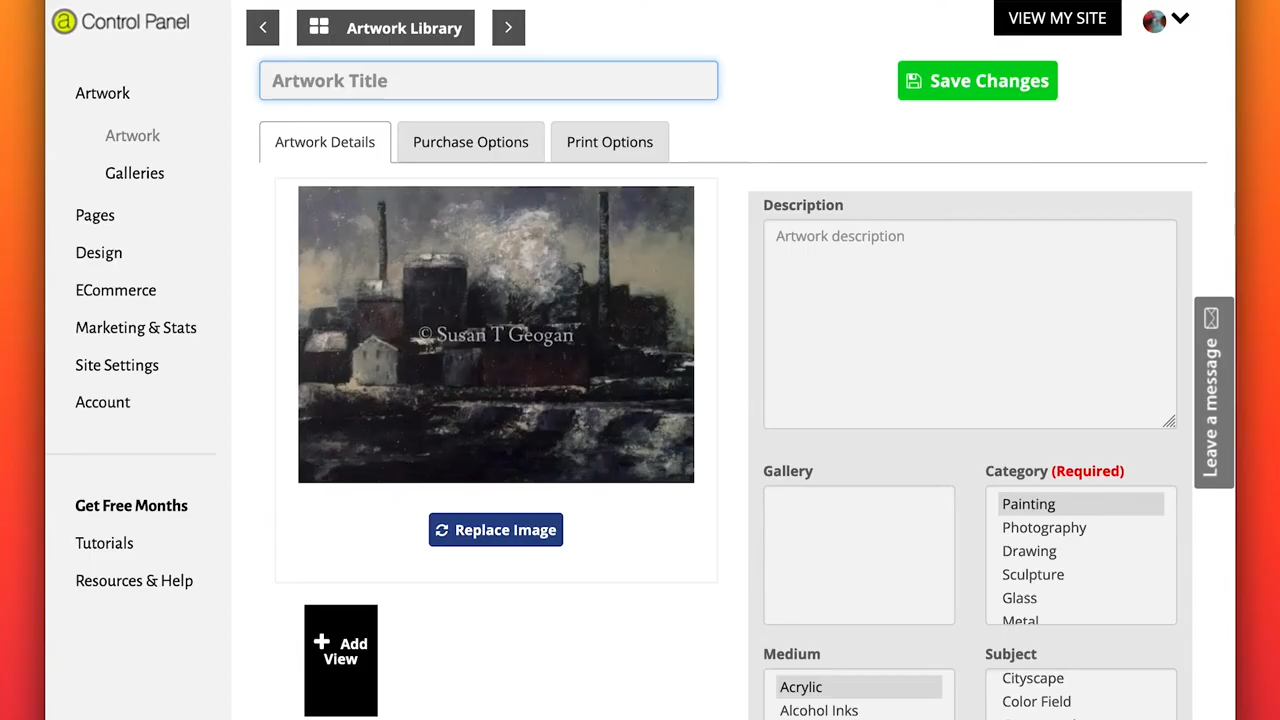 a Control Panel
Artwork Library
VIEW MY SITE
Artwork Title
Save Changes
Artwork
Artwork
Galleries
Pages
Design
ECommerce
Marketing & Stats
Site Settings
Account
Get Free Months
Tutorials
Resources & Help
Artwork Details
Purchase Options
Print Options
© Susan T Geogan
Replace Image
Add
View
Description
Artwork description
Gallery
Category (Required)
Painting
Photography
Drawing
Sculpture
Glass
Metal
Medium
Acrylic
Alcohol Inks
Subject
Cityscape
Color Field
Leave a message